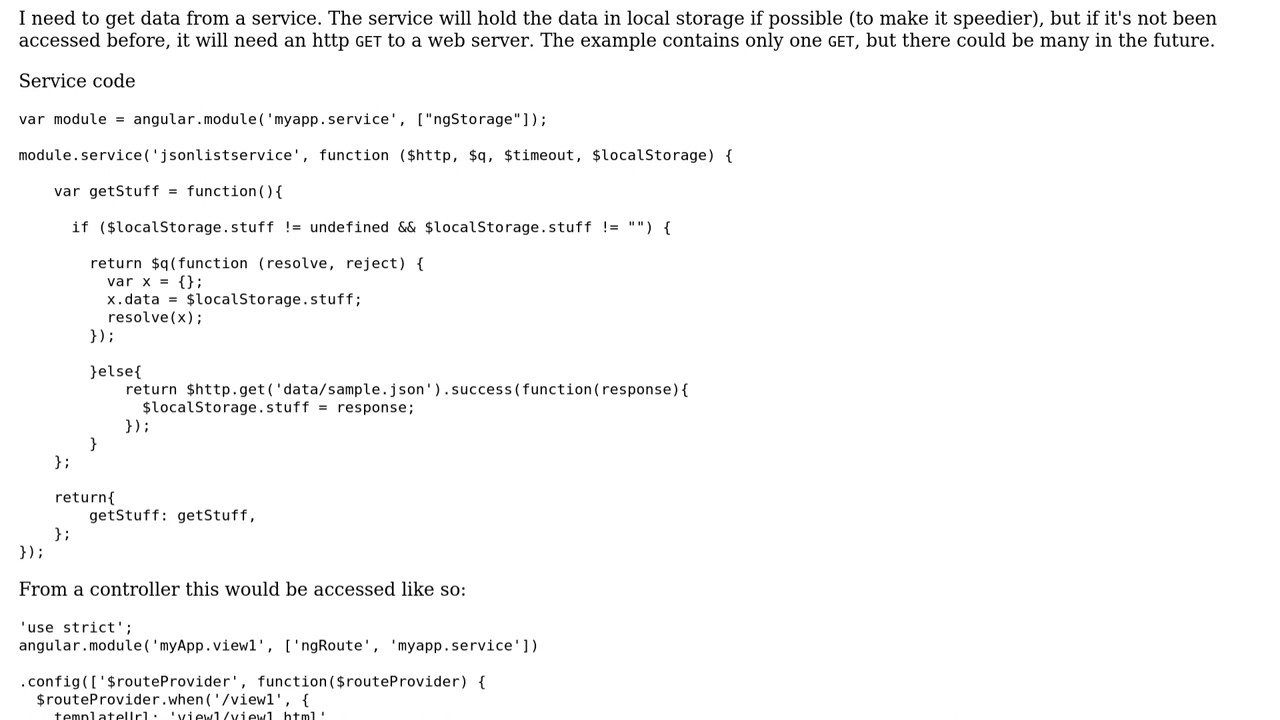 I need to get data from a service. The service will hold the data in local storage if possible (to make it speedier), but if it's not been
accessed before, it will need an http GET to a web server. The example contains only one GET, but there could be many in the future.
Service code
var module = angular.module('myapp.service', ["ngStorage"]);
module.service('jsonlistservice', function ($http, $q, $timeout, $localStorage) {
    var getStuff = function(){
      if ($localStorage.stuff != undefined && $localStorage.stuff != "") {
        return $q(function (resolve, reject) {
          var x = {};
          x.data = $localStorage.stuff;
          resolve(x);
        });
        }else{
            return $http.get('data/sample.json').success(function(response){
              $localStorage.stuff = response;
            });
        }
    };
    return{
        getStuff: getStuff,
    };
});
From a controller this would be accessed like so:
'use strict';
angular.module('myApp.view1', ['ngRoute', 'myapp.service'])
.config(['$routeProvider', function($routeProvider) {
  $routeProvider.when('/view1', {
    templateUrl: 'view1/view1.html'